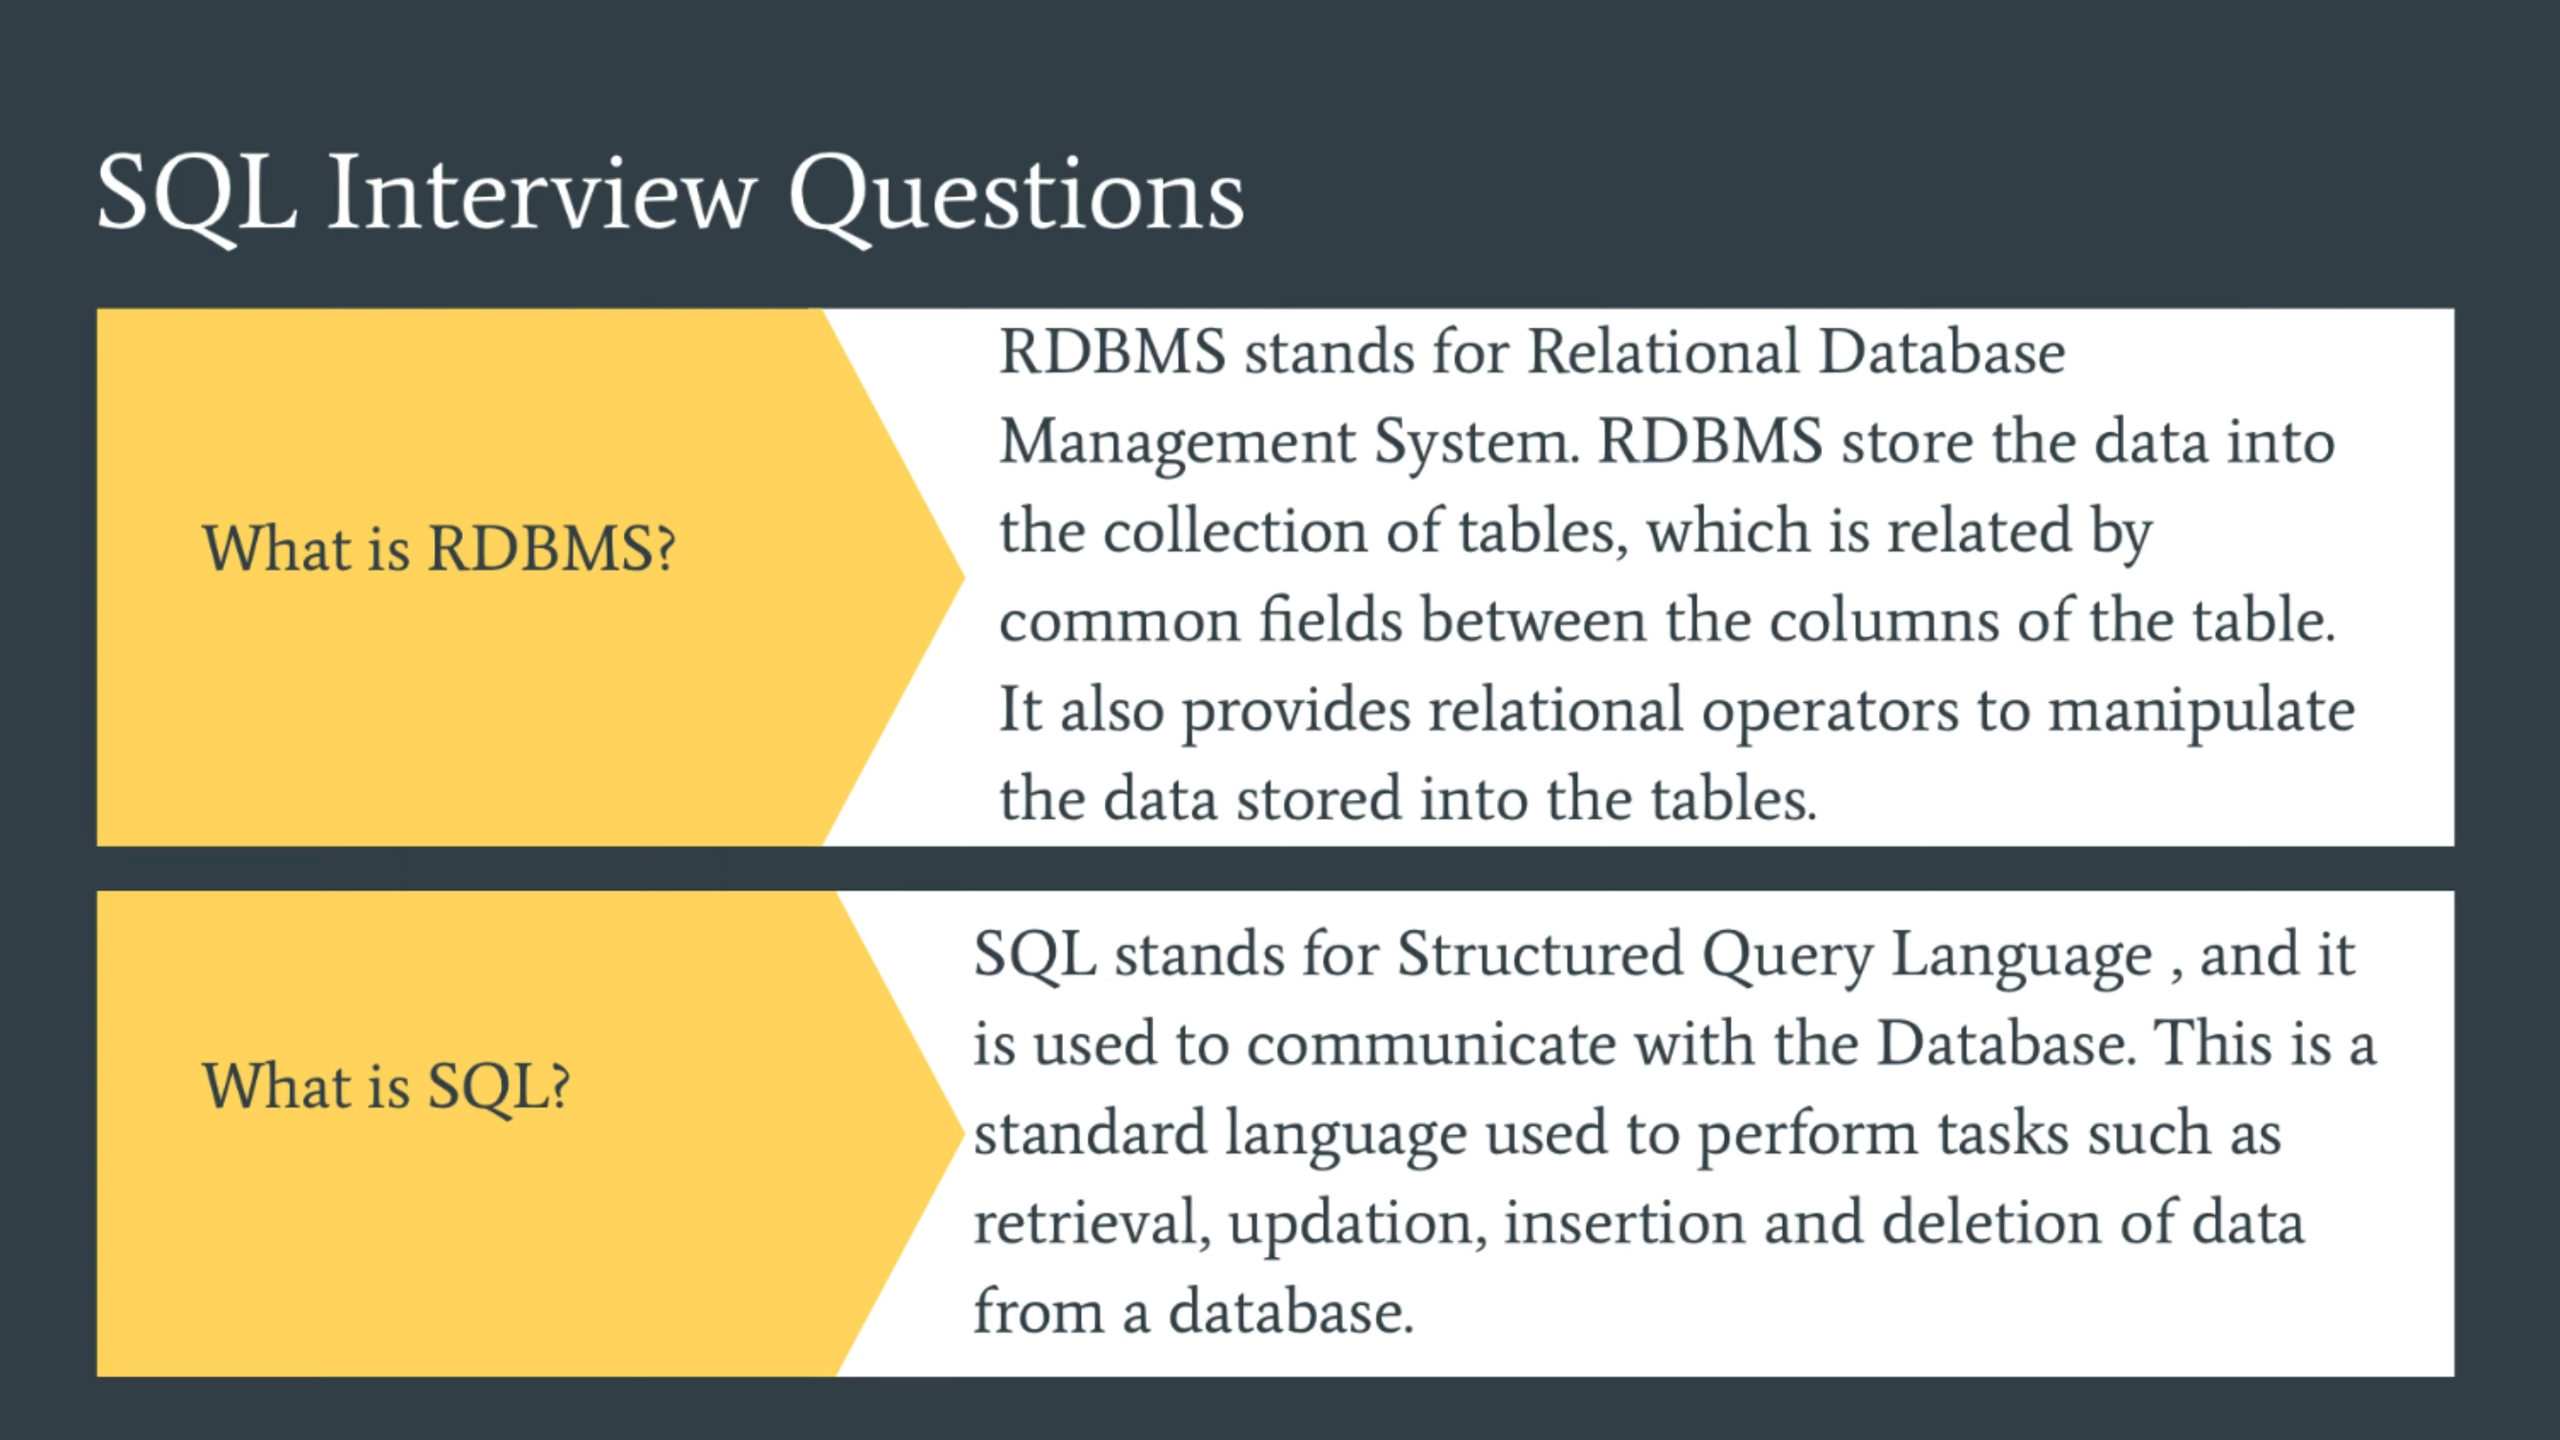 SQL Interview Questions
What is RDBMS?
RDBMS stands for Relational Database
Management System. RDBMS store the data into
the collection of tables, which is related by
common fields between the columns of the table.
It also provides relational operators to manipulate
the data stored into the tables.
What is SQL?
SQL stands for Structured Query Language , and it
is used to communicate with the Database. This is a
standard language used to perform tasks such as
retrieval, updation, insertion and deletion of data
from a database.